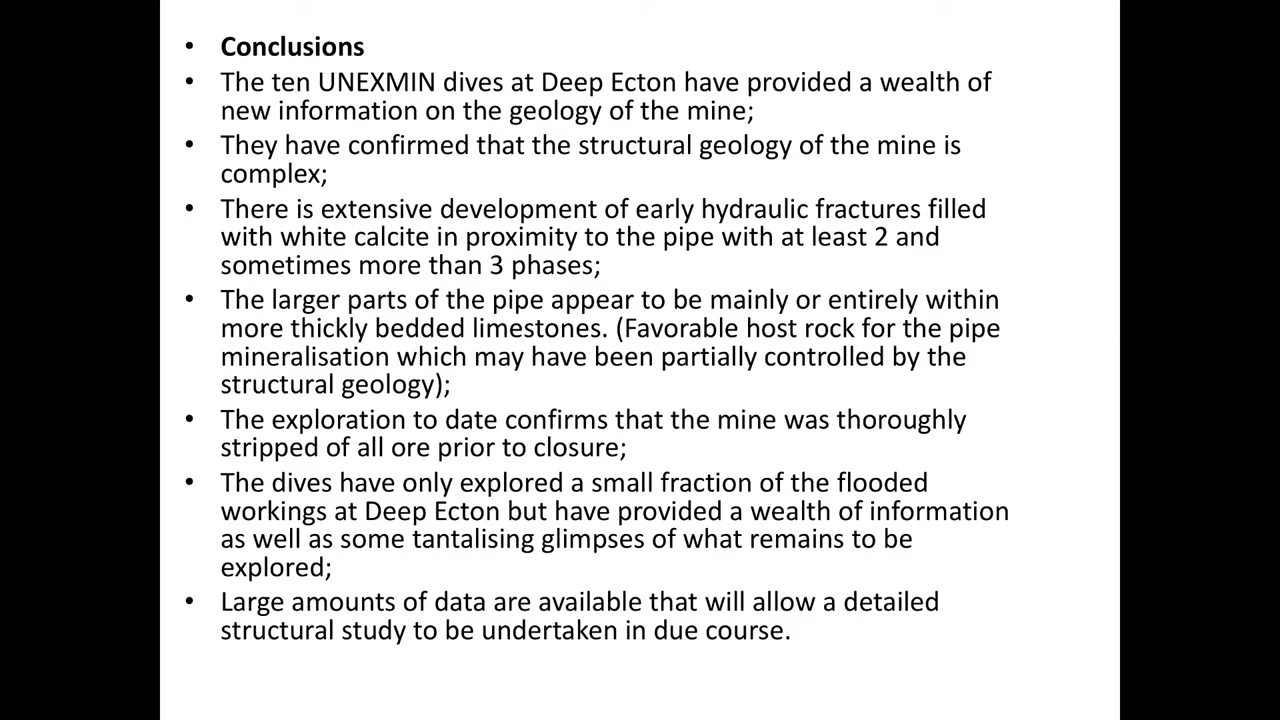 • Conclusions
• The ten UNEXMIN dives at Deep Ecton have provided a wealth of
new information on the geology of the mine;
• They have confirmed that the structural geology of the mine is
complex;
• There is extensive development of early hydraulic fractures filled
with white calcite in proximity to the pipe with at least 2 and
sometimes more than 3 phases;
• The larger parts of the pipe appear to be mainly or entirely within
more thickly bedded limestones. (Favorable host rock for the pipe
mineralisation which may have been partially controlled by the
structural geology);
• The exploration to date confirms that the mine was thoroughly
stripped of all ore prior to closure;
• The dives have only explored a small fraction of the flooded
workings at Deep Ecton but have provided a wealth of information
as well as some tantalising glimpses of what remains to be
explored;
• Large amounts of data are available that will allow a detailed
structural study to be undertaken in due course.